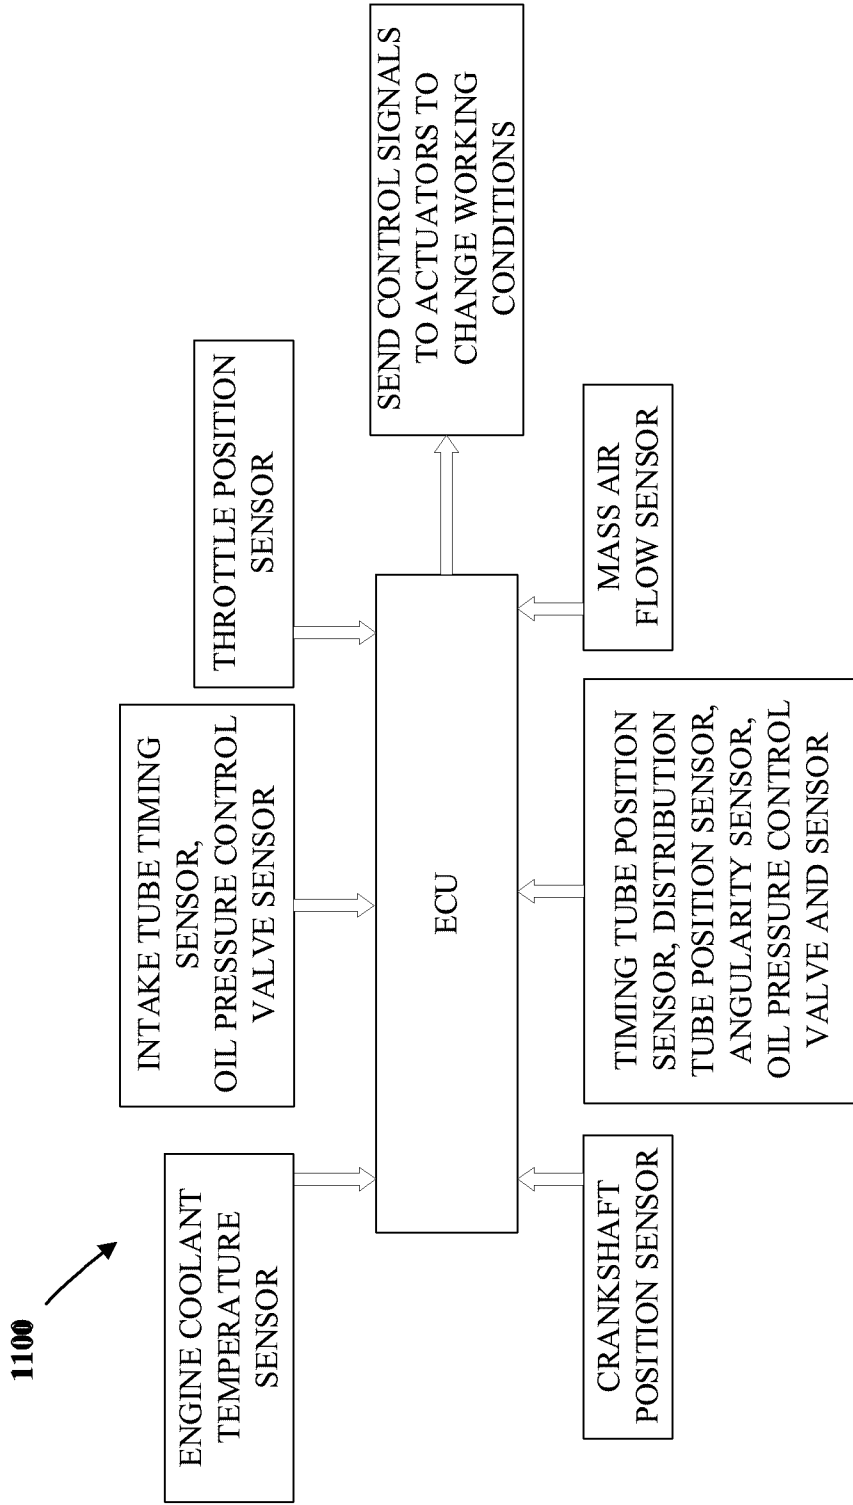 1100
ENGINE COOLANT
TEMPERATURE
SENSOR
INTAKE TUBE TIMING
SENSOR,
OIL PRESSURE CONTROL
VALVE SENSOR
THROTTLE POSITION
SENSOR
ECU
SEND CONTROL SIGNALS
TO ACTUATORS TO
CHANGE WORKING
CONDITIONS
CRANKSHAFT
POSITION SENSOR
TIMING TUBE POSITION
SENSOR, DISTRIBUTION
TUBE POSITION SENSOR,
ANGULARITY SENSOR,
OIL PRESSURE CONTROL
VALVE AND SENSOR
MASS AIR
FLOW SENSOR